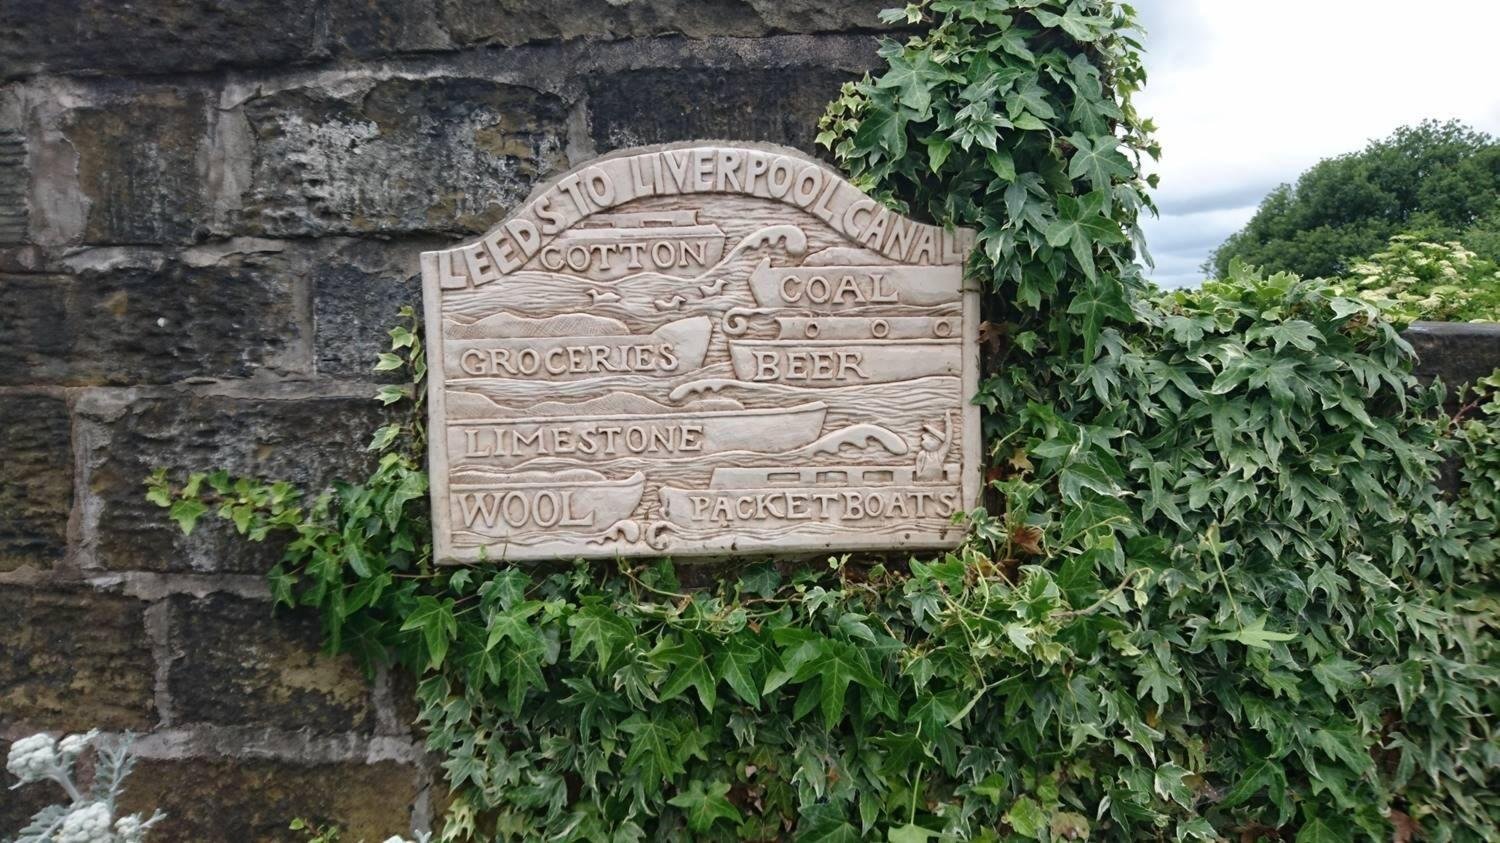 LEEDS TO LIVERPOOL CANAL
COTTON
COAL
GROCERIES
BEER
LIMESTONE
WOOL
PACKETBOATS